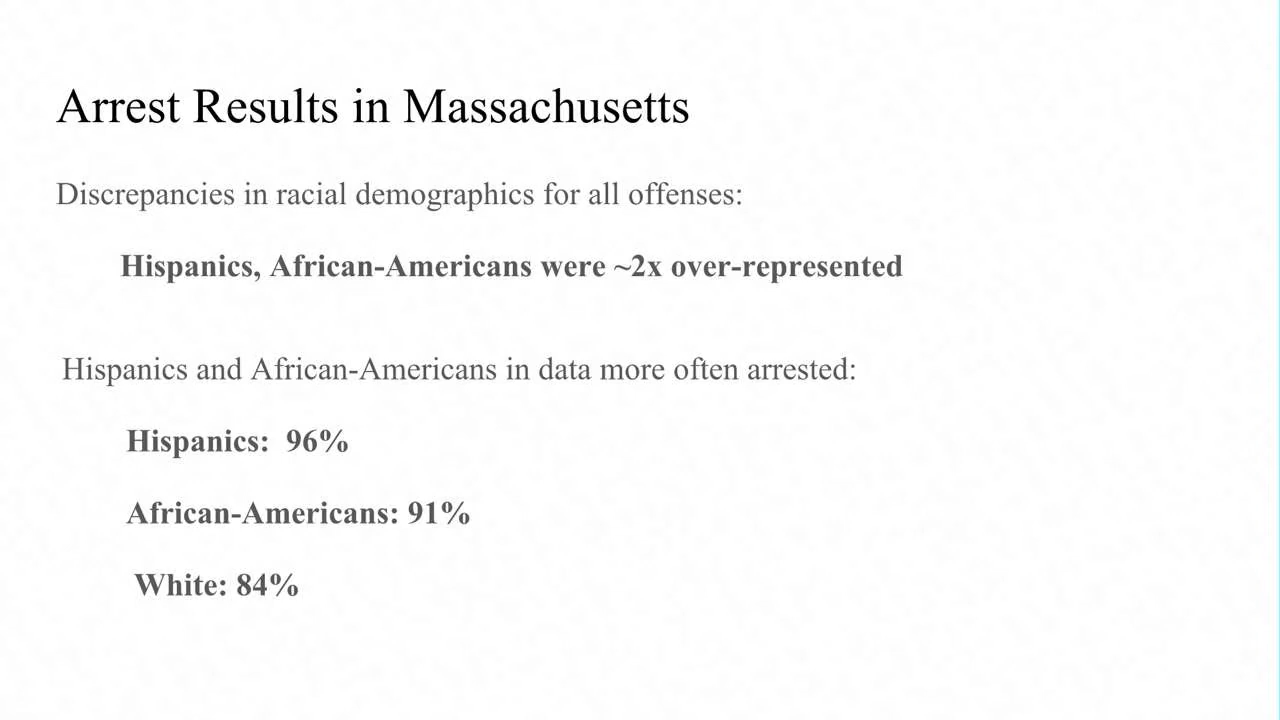 Arrest Results in Massachusetts
Discrepancies in racial demographics for all offenses:
Hispanics, African-Americans were ~2x over-represented
Hispanics and African-Americans in data more often arrested:
Hispanics:  96%
African-Americans: 91%
White: 84%